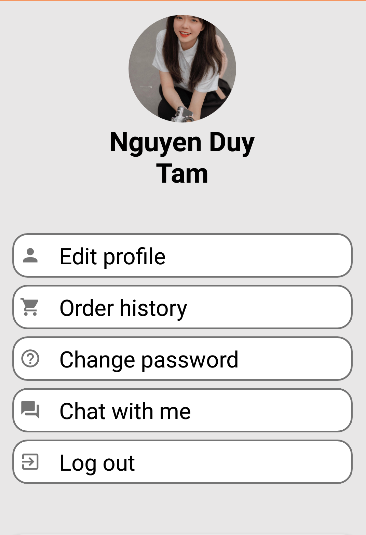 Nguyen Duy
Tam
Edit profile
Order history
Change password
Chat with me
Log out